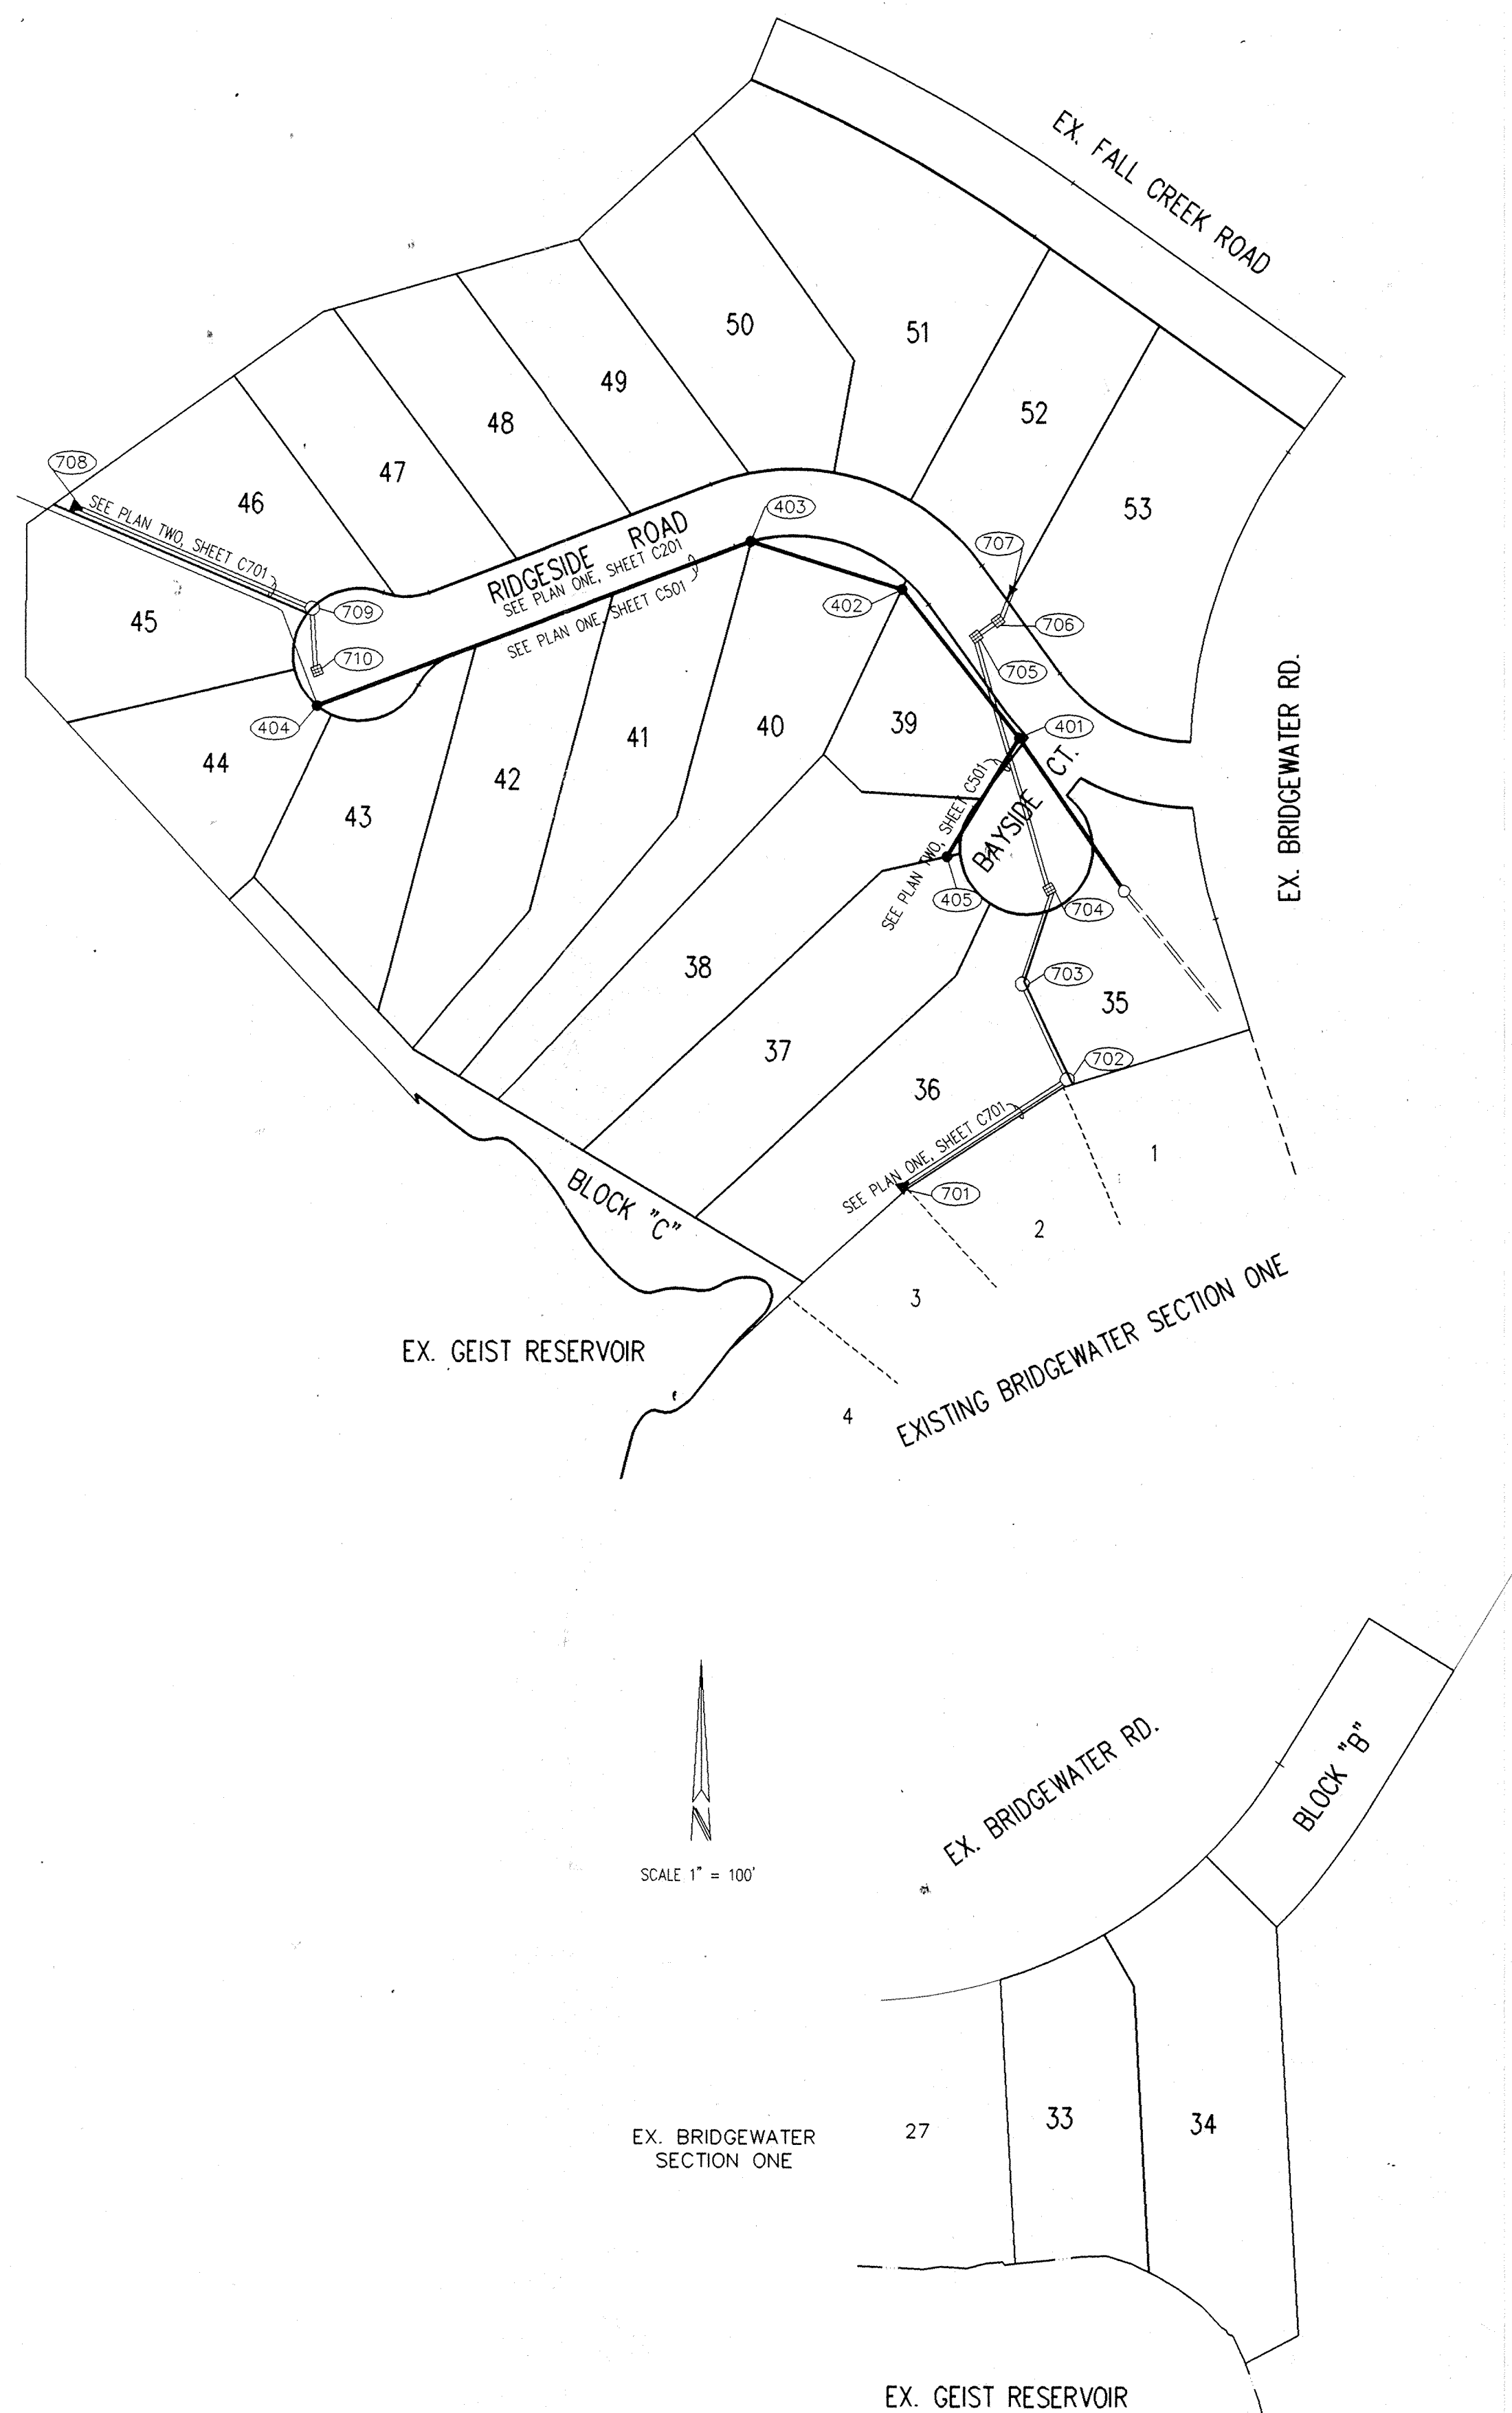 EX. FALL CREEK ROAD
50
51
49
52
48
47
53
46
708
SEE PLAN TWO, SHEET C701
403
RIDGESIDE ROAD
SEE PLAN ONE, SHEET C201
SEE PLAN ONE, SHEET C501
707
402
706
709
45
705
710
EX. BRIDGEWATER RD.
404
401
39
40
41
44
42
43
BAYSIDE CT.
SEE PLAN TWO, SHEET C501
405
704
38
703
35
37
702
36
SEE PLAN ONE, SHEET C701
1
701
BLOCK "C"
2
3
EX. GEIST RESERVOIR
EXISTING BRIDGEWATER SECTION ONE
4
N
SCALE 1" = 100'
EX. BRIDGEWATER RD.
BLOCK "B"
33
34
27
EX. BRIDGEWATER
SECTION ONE
EX. GEIST RESERVOIR